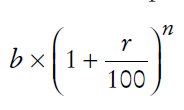 b × (1 + r/100)^n